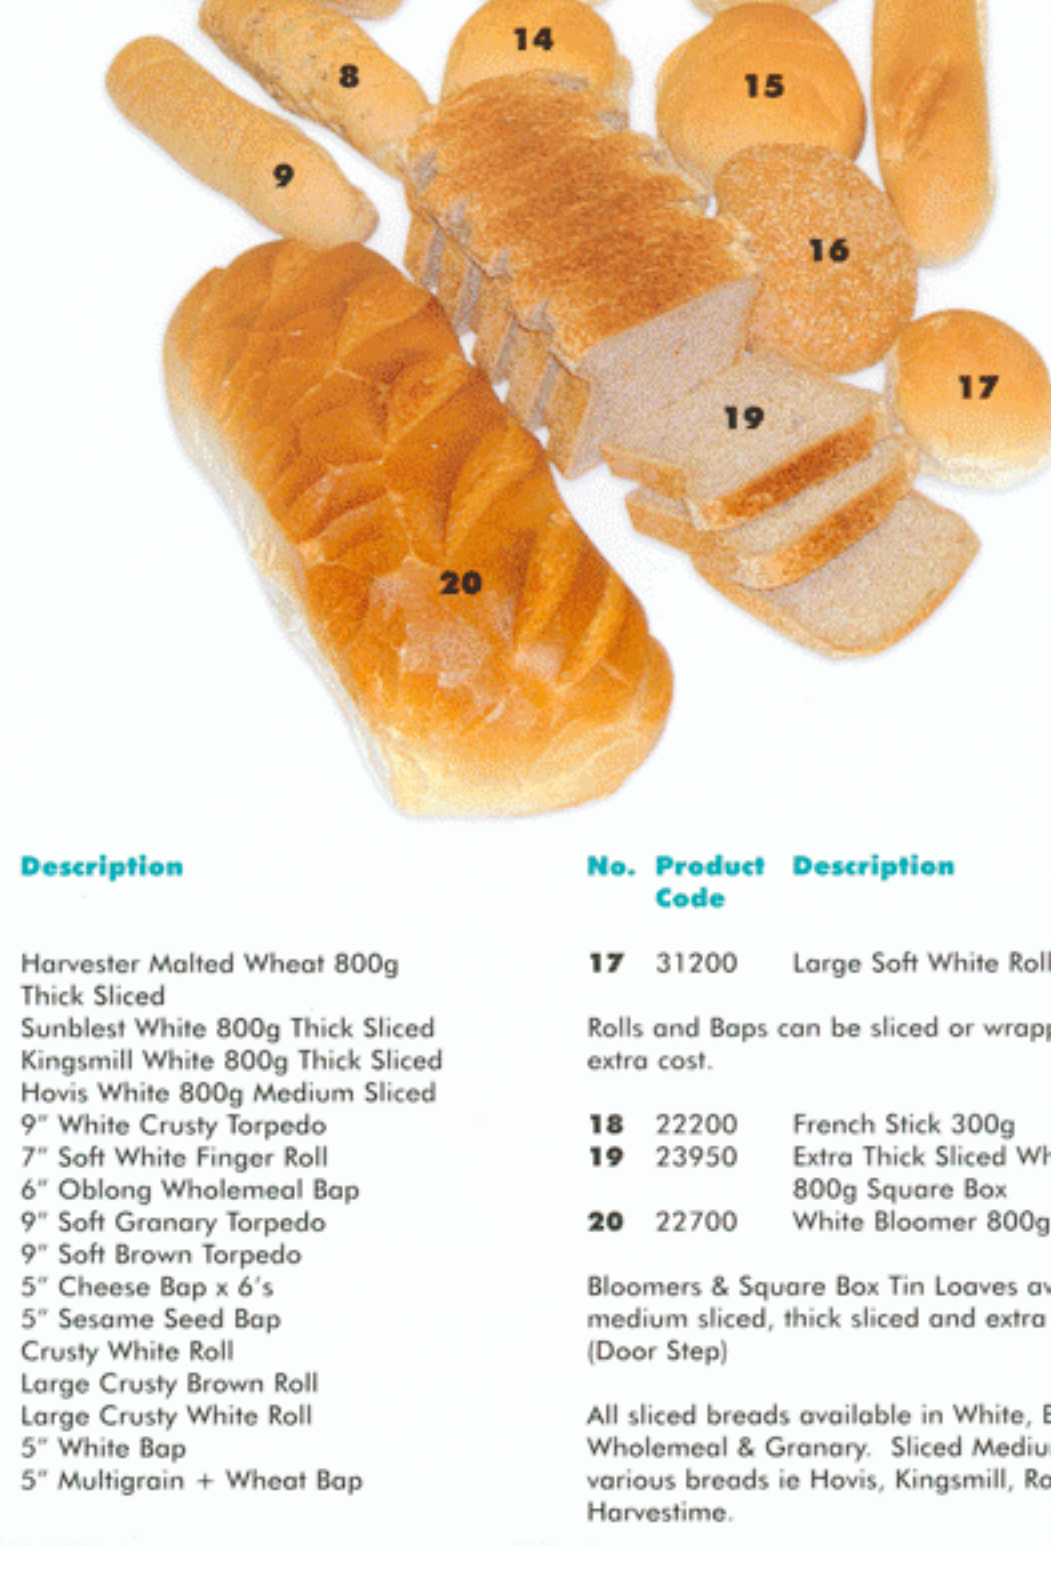 14
8
15
9
16
17
19
20
Description
Harvester Malted Wheat 800g
Thick Sliced
Sunblest White 800g Thick Sliced
Kingsmill White 800g Thick Sliced
Hovis White 800g Medium Sliced
9" White Crusty Torpedo
7" Soft White Finger Roll
6" Oblong Wholemeal Bap
9" Soft Granary Torpedo
9" Soft Brown Torpedo
5" Cheese Bap x 6's
5" Sesame Seed Bap
Crusty White Roll
Large Crusty Brown Roll
Large Crusty White Roll
5" White Bap
5" Multigrain + Wheat Bap
No. Product Description
Code
17 31200 Large Soft White Roll
Rolls and Baps can be sliced or
extra cost.
18 22200 French Stick 300g
19 23950 Extra Thick Sliced
800g Square Box
20 22700 White Bloomer 800g
Bloomers & Square Box Tin Loaves
medium sliced, thick sliced and extra
(Door Step)
All sliced breads available in White,
Wholemeal & Granary. Sliced
various breads ie Hovis, Kingsmill,
Harvestime.